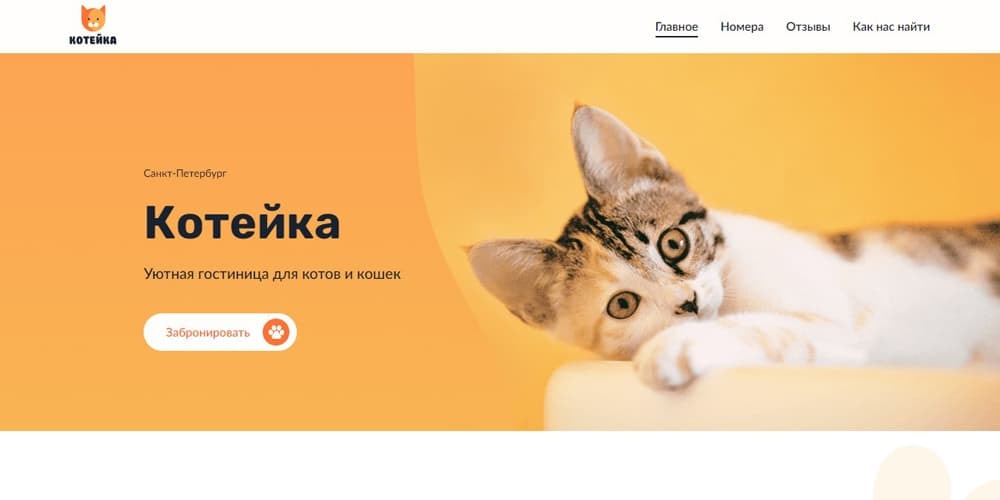 КОТЕЙКА
Главное Номера Отзывы Как нас найти
Санкт-Петербург
Котейка
Уютная гостиница для котов и кошек
Забронировать